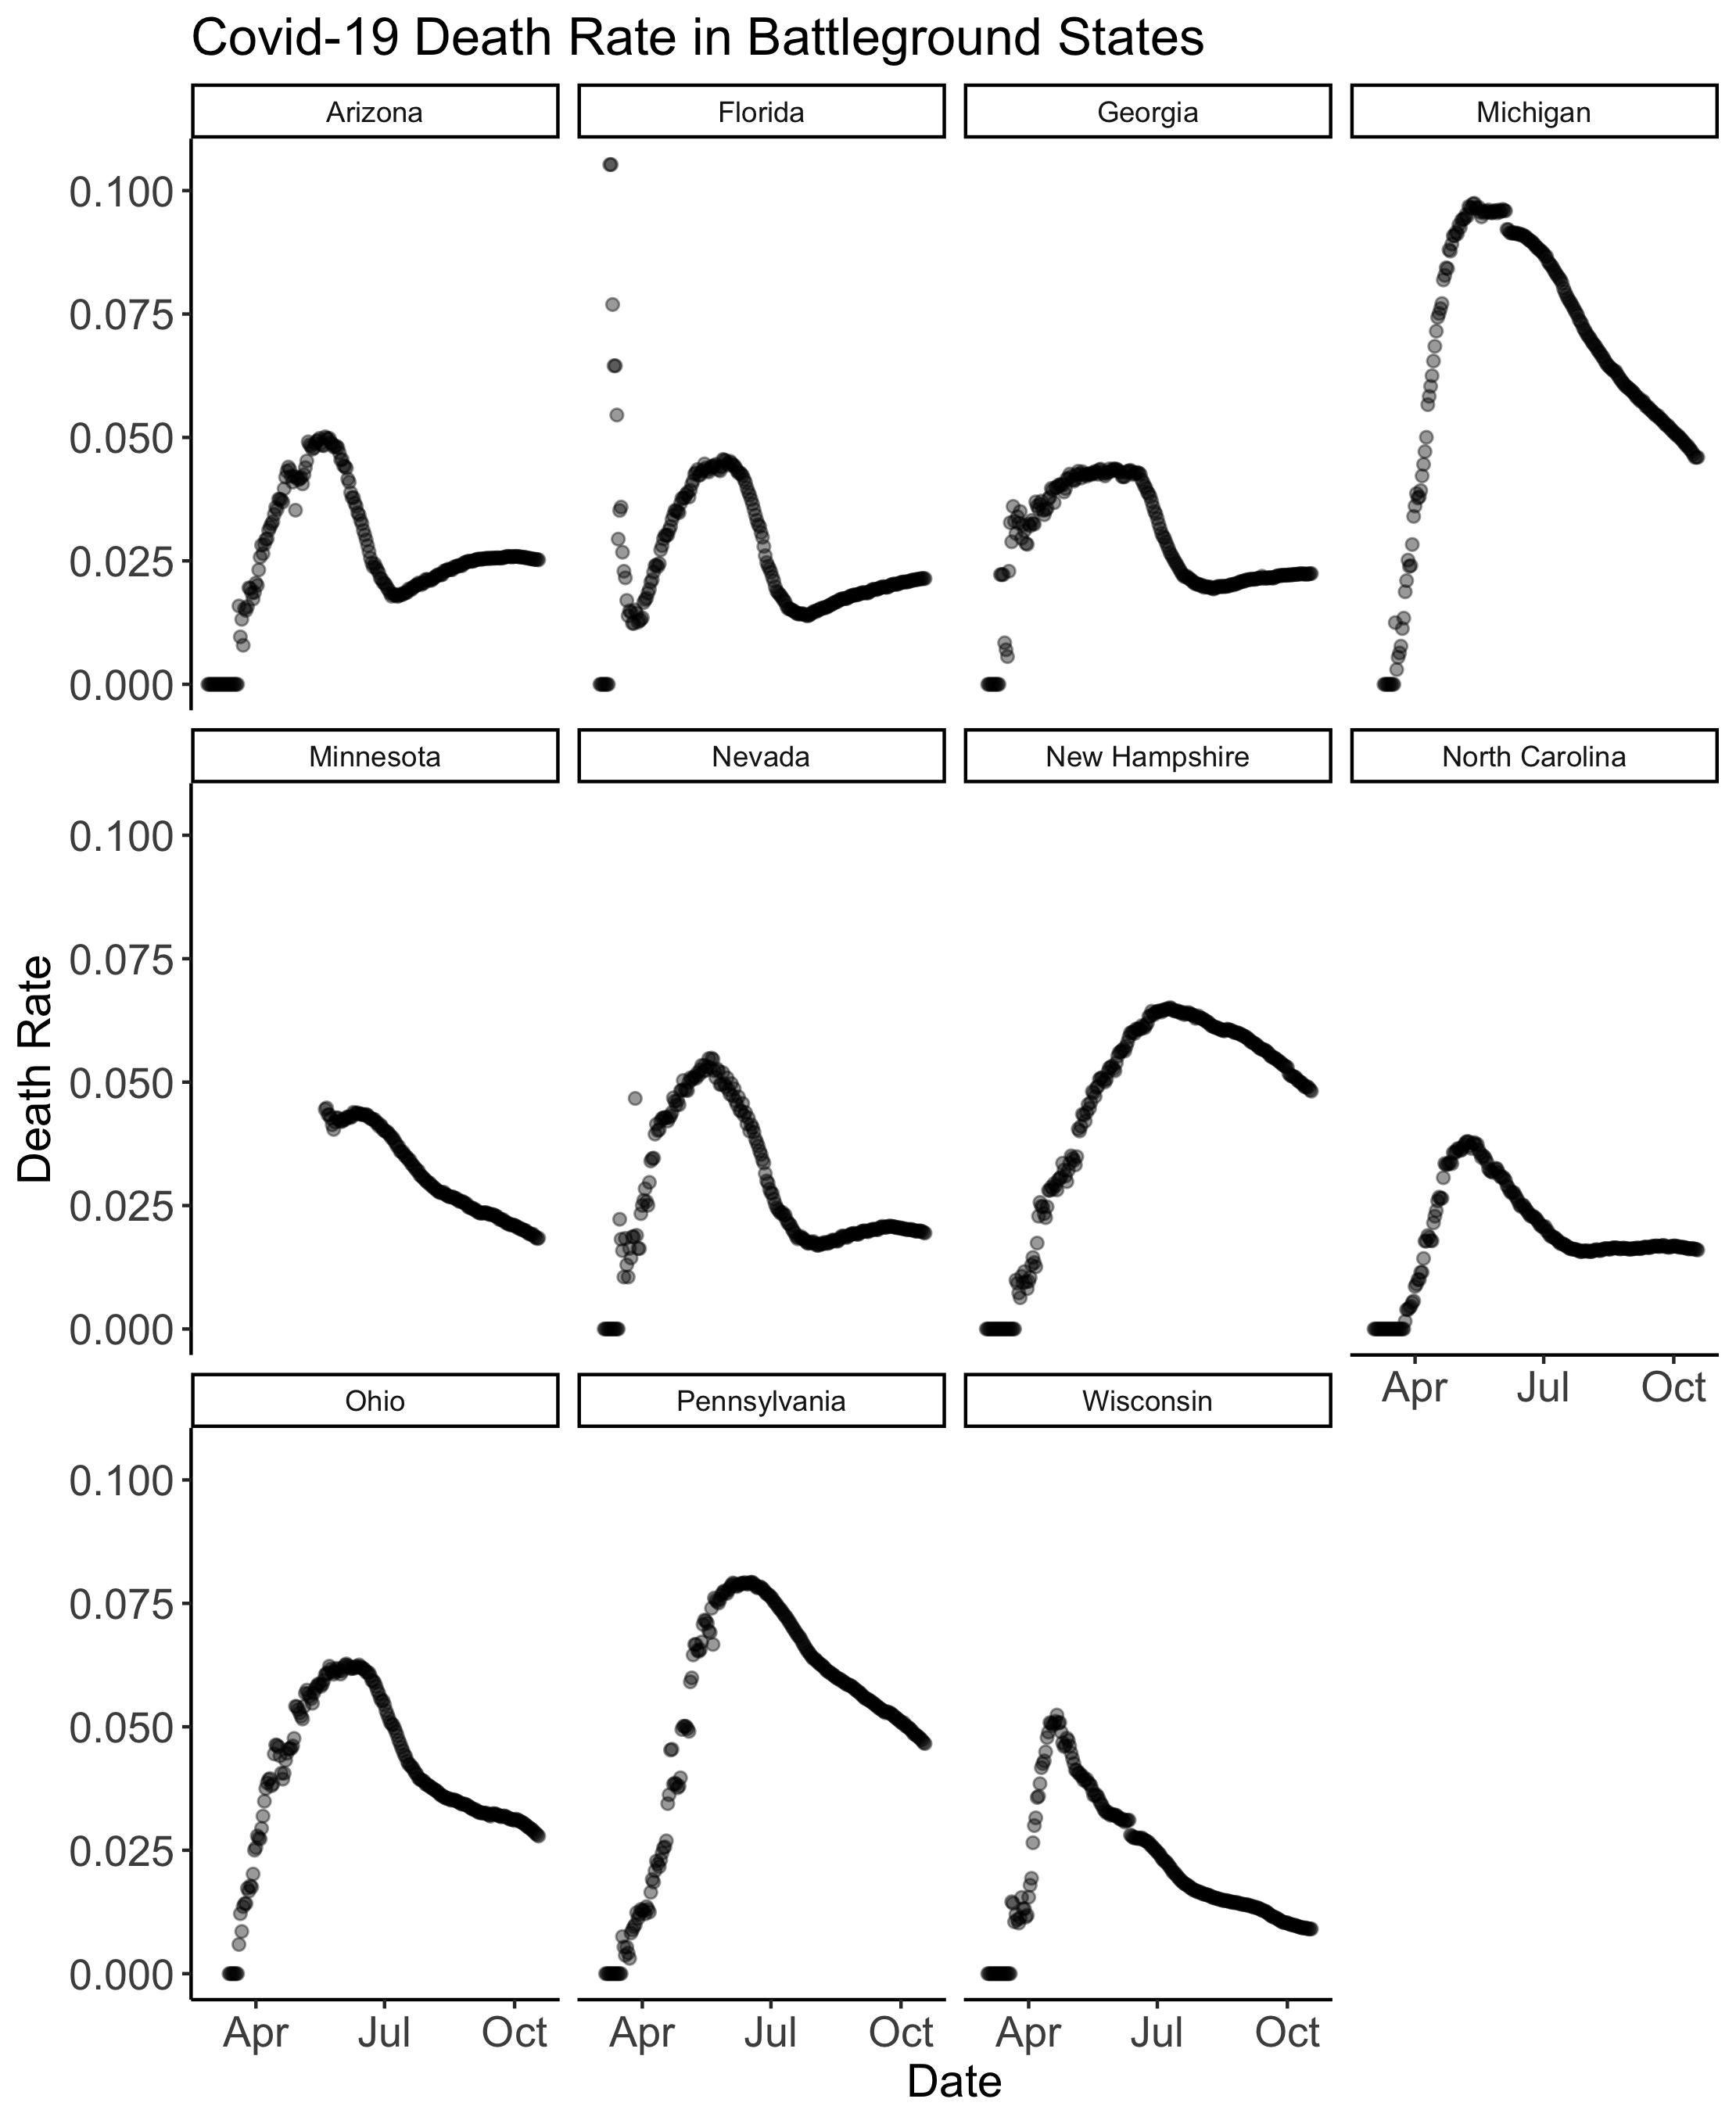 Covid-19 Death Rate in Battleground States
Arizona Florida Georgia Michigan
0.100
0.075
0.050
0.025
0.000
Minnesota Nevada New Hampshire North Carolina
0.100
0.075
0.050
0.025
0.000
Apr Jul Oct
Ohio Pennsylvania Wisconsin
0.100
0.075
0.050
0.025
0.000
Apr Jul Oct Apr Jul Oct Apr Jul Oct
Date
Death Rate